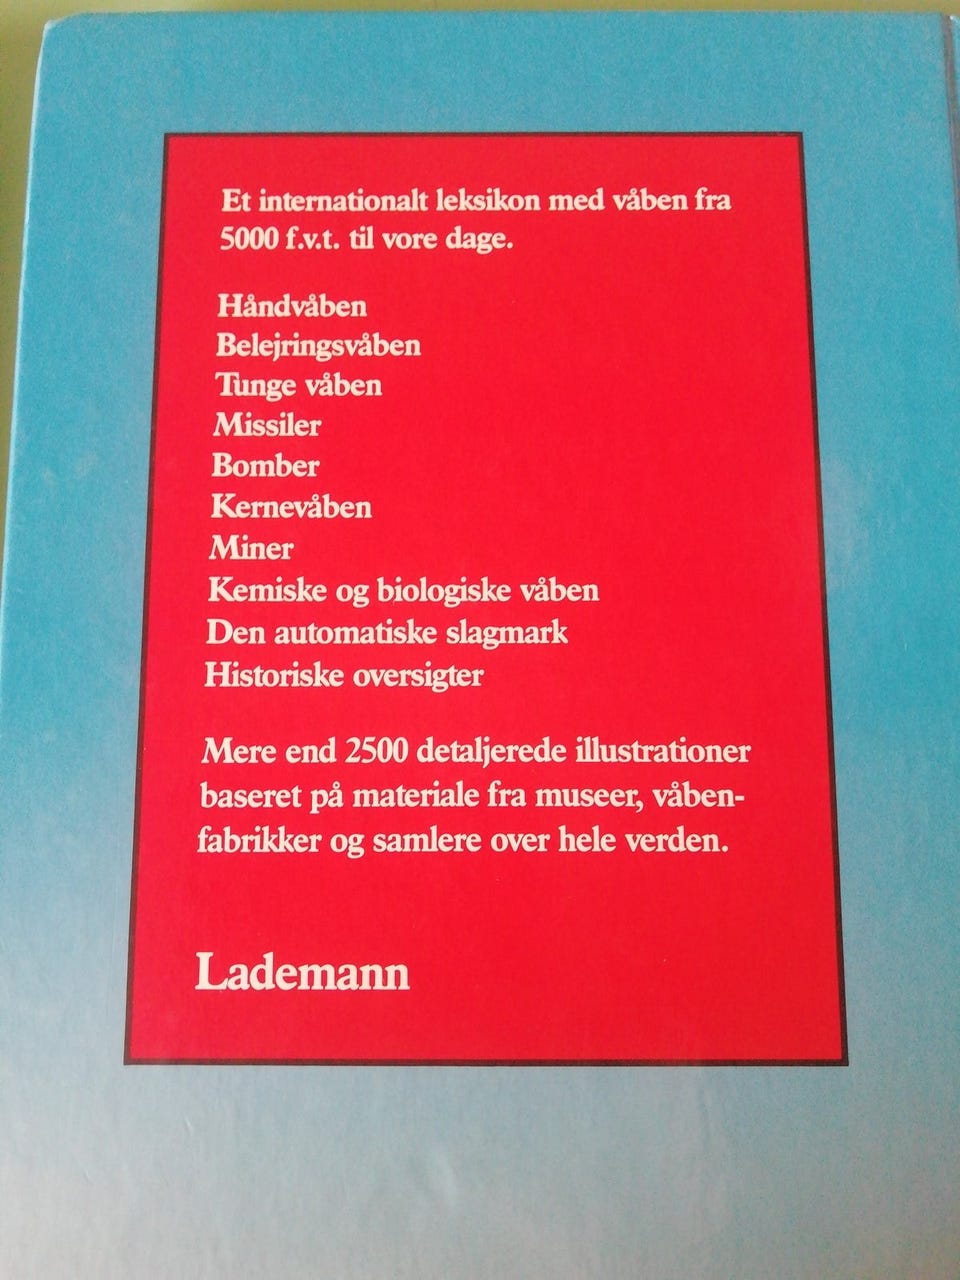 Et internationalt leksikon med våben fra
5000 f.v.t. til vore dage.
Håndvåben
Belejringsvåben
Tunge våben
Missiler
Bomber
Kernevåben
Miner
Kemiske og biologiske våben
Den automatiske slagmark
Historiske oversigter
Mere end 2500 detaljerede illustrationer
baseret på materiale fra museer, våben-
fabrikker og samlere over hele verden.
Lademann